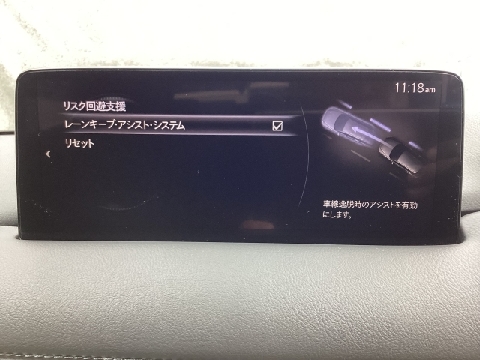 11:18am
リスク回避支援
レーンキープ・アシスト・システム
リセット
車線逸脱時のアシストを有効
にします。